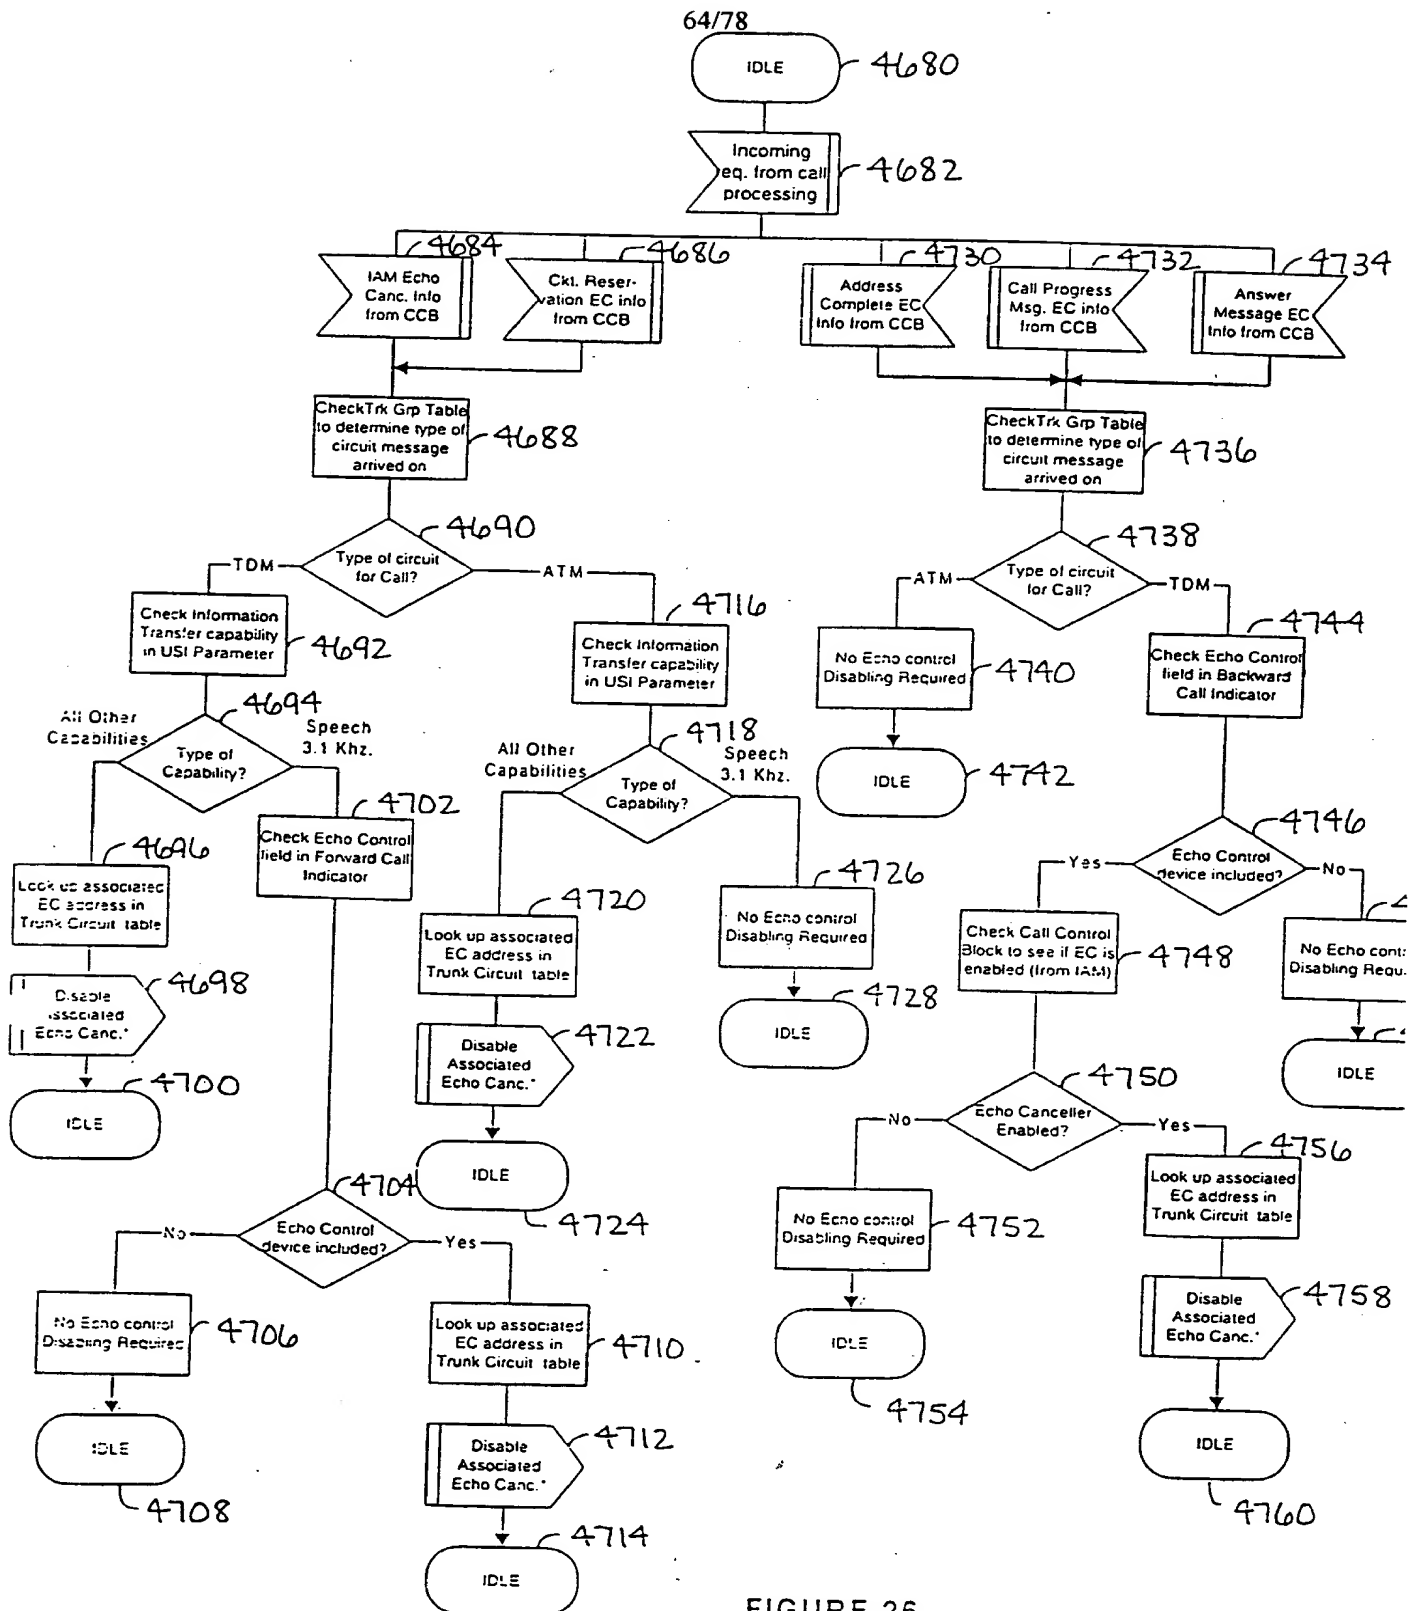 64/78
IDLE
4680
Incoming
eq. from call
processing
4682
4684
IAM Echo
Canc. Info
from CCB
4686
Ckt. Reser-
vation EC info
from CCB
4730
Address
Complete EC
Info from CCB
4732
Call Progress
Msg. EC info
from CCB
4734
Answer
Message EC
Info from CCB
CheckTrk Grp Table
to determine type of
circuit message
arrived on
4688
CheckTrk Grp Table
to determine type of
circuit message
arrived on
4736
4690
Type of circuit
for Call?
TDM
ATM
4738
Type of circuit
for Call?
ATM
TDM
Check Information
Transfer capability
in USI Parameter
4692
4716
Check Information
Transfer capability
in USI Parameter
No Echo control
Disabling Required
4740
4744
Check Echo Control
field in Backward
Call Indicator
4694
All Other
Capabilities
Type of
Capability?
Speech
3.1 Khz.
4718
All Other
Capabilities
Type of
Capability?
Speech
3.1 Khz.
IDLE
4742
4702
Check Echo Control
field in Forward Call
Indicator
4696
Look up associated
EC address in
Trunk Circuit table
4746
Echo Control
device included?
Yes
No
4720
Look up associated
EC address in
Trunk Circuit table
4726
No Echo control
Disabling Required
Check Call Control
Block to see if EC is
enabled (from IAM)
4748
4
No Echo contr
Disabling Requ
4698
Disable
Associated
Echo Canc.*
4722
Disable
Associated
Echo Canc.*
4728
IDLE
IDLE
4700
IDLE
4750
Echo Canceller
Enabled?
No
Yes
IDLE
4724
4756
Look up associated
EC address in
Trunk Circuit table
4704
Echo Control
device included?
No
Yes
No Echo control
Disabling Required
4752
No Echo control
Disabling Required
4706
Look up associated
EC address in
Trunk Circuit table
4710
4758
Disable
Associated
Echo Canc.*
IDLE
4754
IDLE
4708
4712
Disable
Associated
Echo Canc.*
IDLE
4760
4714
IDLE